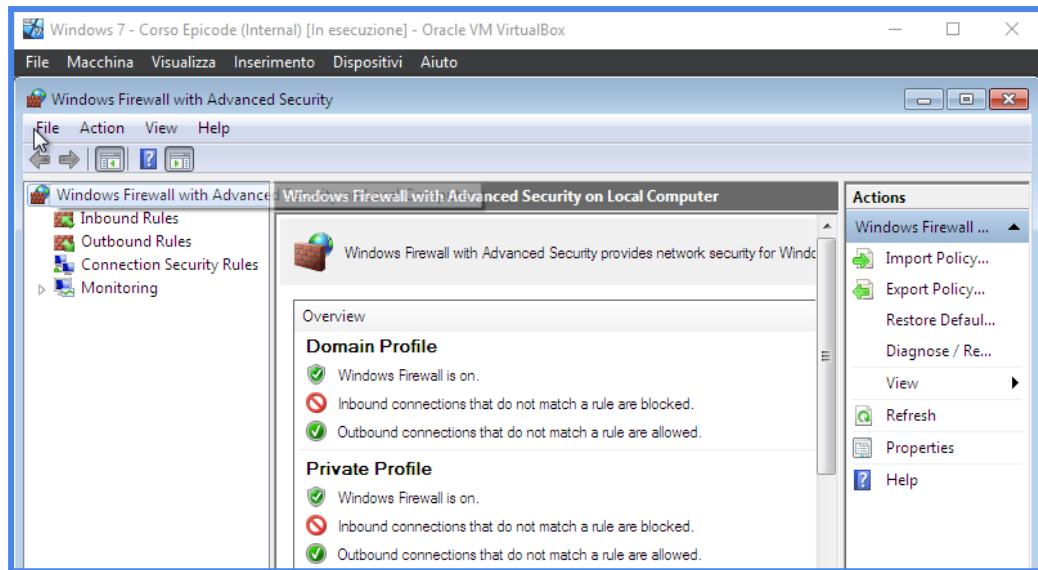 Windows 7 - Corso Epicode (Internal) [In esecuzione] - Oracle VM VirtualBox
File Macchina Visualizza Inserimento Dispositivi Aiuto
Windows Firewall with Advanced Security
File Action View Help
Windows Firewall with Advance
Windows Firewall with Advanced Security on Local Computer
Actions
Inbound Rules
Outbound Rules
Connection Security Rules
Monitoring
Windows Firewall with Advanced Security provides network security for Windo
Overview
Domain Profile
Windows Firewall is on.
Inbound connections that do not match a rule are blocked.
Outbound connections that do not match a rule are allowed.
Private Profile
Windows Firewall is on.
Inbound connections that do not match a rule are blocked.
Outbound connections that do not match a rule are allowed.
Windows Firewall ...
Import Policy...
Export Policy...
Restore Defaul...
Diagnose / Re...
View
Refresh
Properties
Help